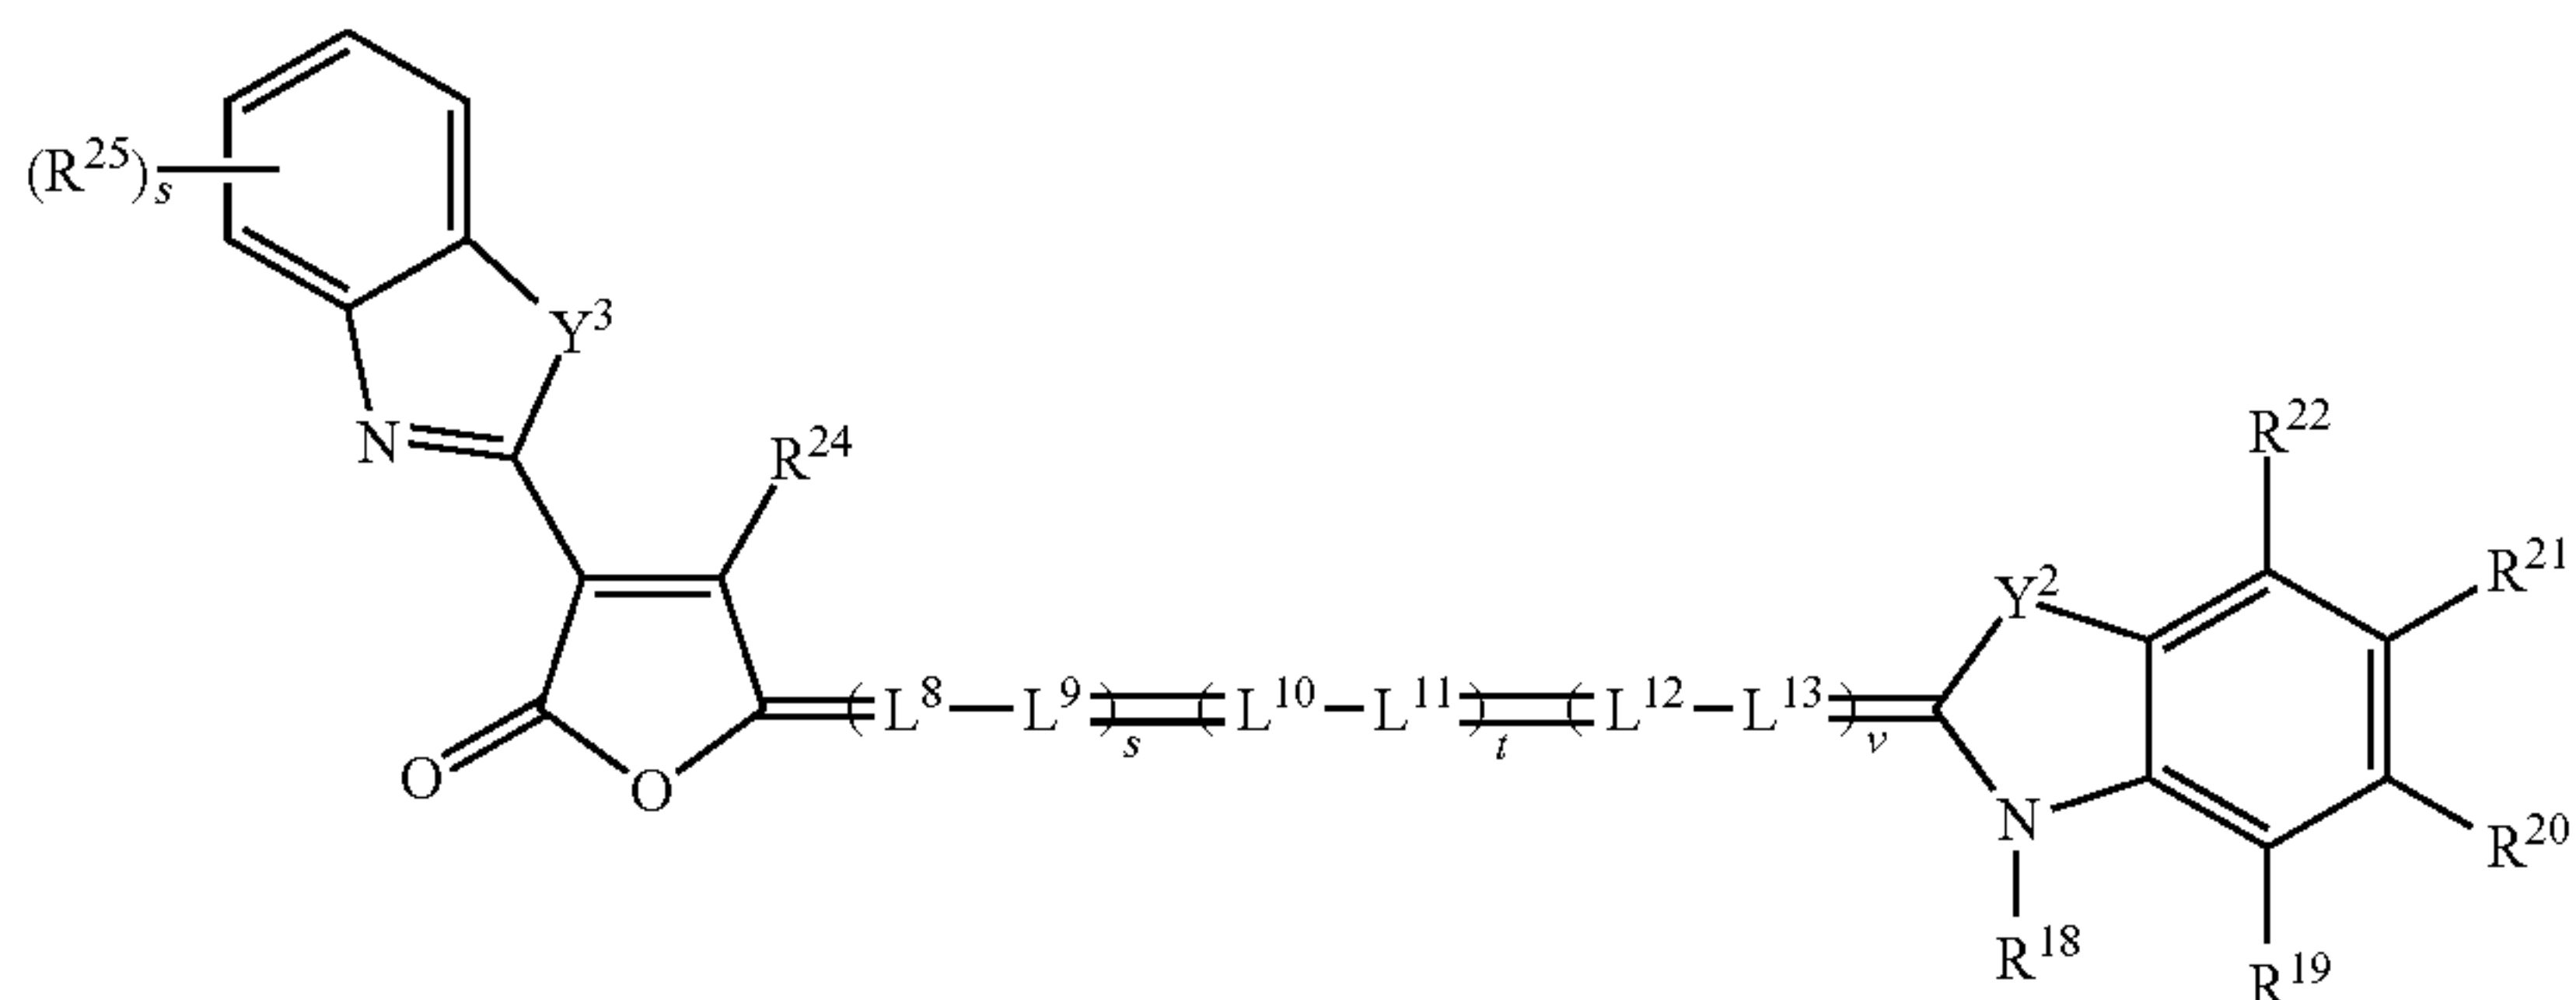 (R²⁵)s
Y³
N
R²⁴
R²²
R²¹
Y²
(L⁸—L⁹)s(L¹⁰—L¹¹)t(L¹²—L¹³)v
O
O
N
R²⁰
R¹⁸
R¹⁹